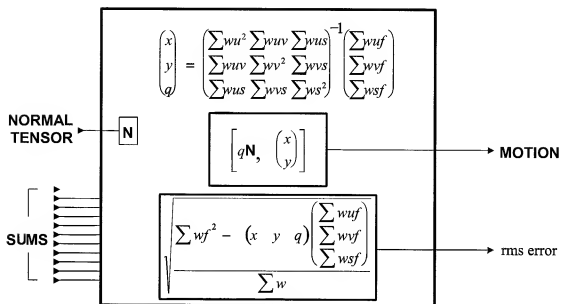 (x y q) = (∑wu² ∑wuv ∑wus ∑wuv ∑wv² ∑wvs ∑wus ∑wvs ∑ws²)⁻¹ (∑wuf ∑wvf ∑wsf)
NORMAL
TENSOR
N
[qN, (x y)]
MOTION
SUMS
√ ∑wf² − (x y q) (∑wuf ∑wvf ∑wsf)
∑w
rms error